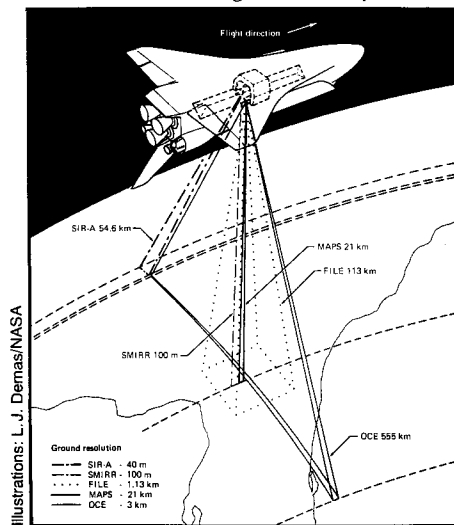 Flight direction
SIR-A 54.6 km
MAPS 21 km
FILE 113 km
SMIRR 100 m
OCE 555 km
Ground resolution
SIR-A - 40 m
SMIRR - 100 m
FILE - 1.13 km
MAPS - 21 km
OCE - 3 km
Illustrations: L.J. Demas/NASA